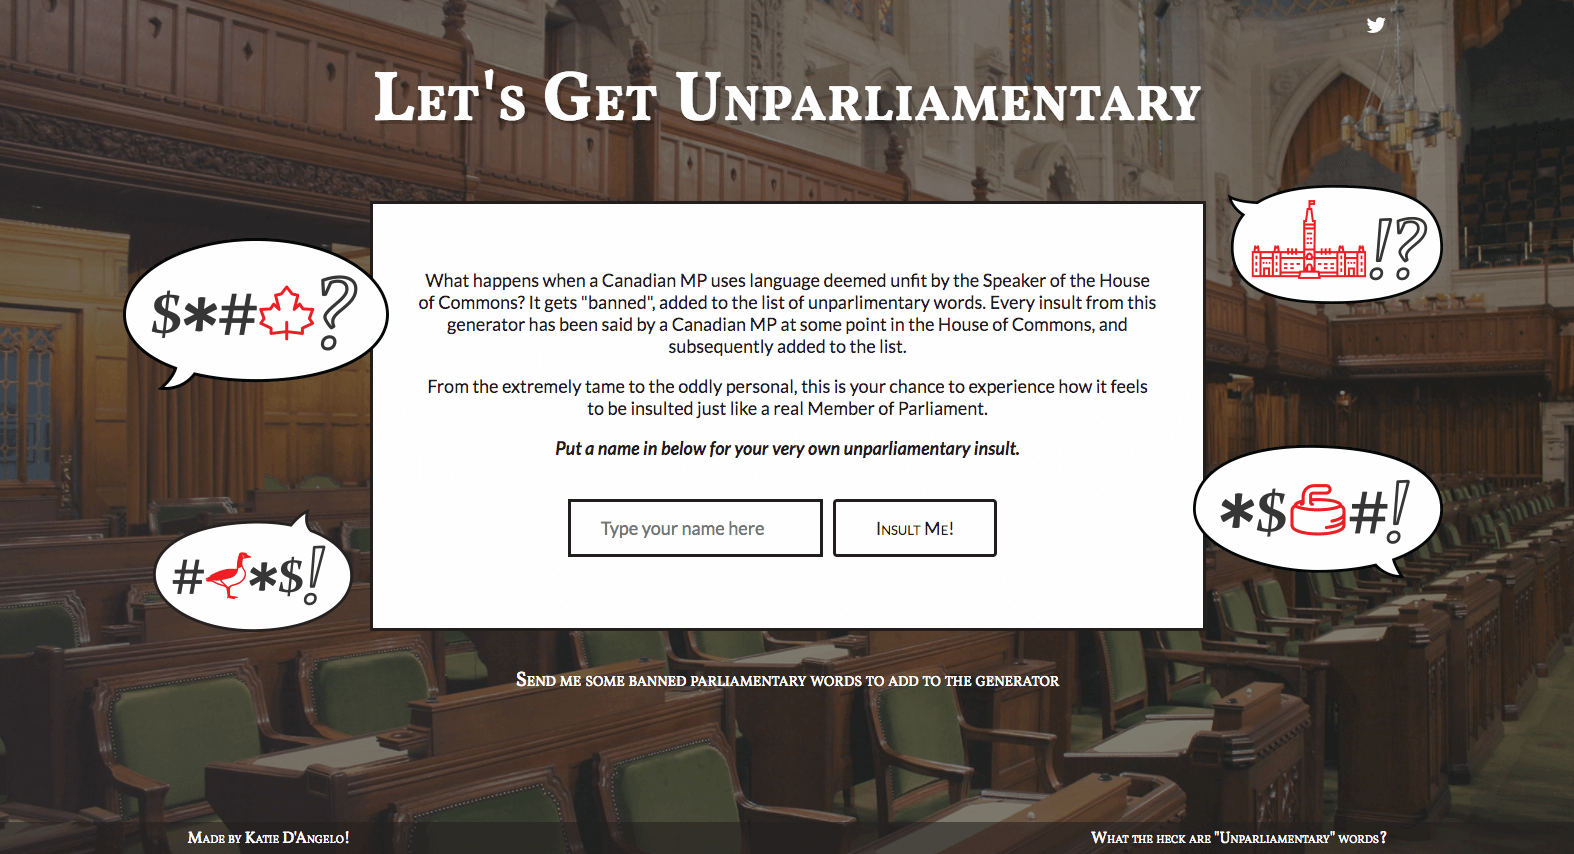 Let's Get Unparliamentary
$*#?
!?
What happens when a Canadian MP uses language deemed unfit by the Speaker of the House
of Commons? It gets "banned", added to the list of unparlimentary words. Every insult from this
generator has been said by a Canadian MP at some point in the House of Commons, and
subsequently added to the list.
From the extremely tame to the oddly personal, this is your chance to experience how it feels
to be insulted just like a real Member of Parliament.
Put a name in below for your very own unparliamentary insult.
Type your name here
Insult Me!
*$#!
#*$!
Send me some banned parliamentary words to add to the generator
Made by Katie D'Angelo!
What the heck are "Unparliamentary" words?